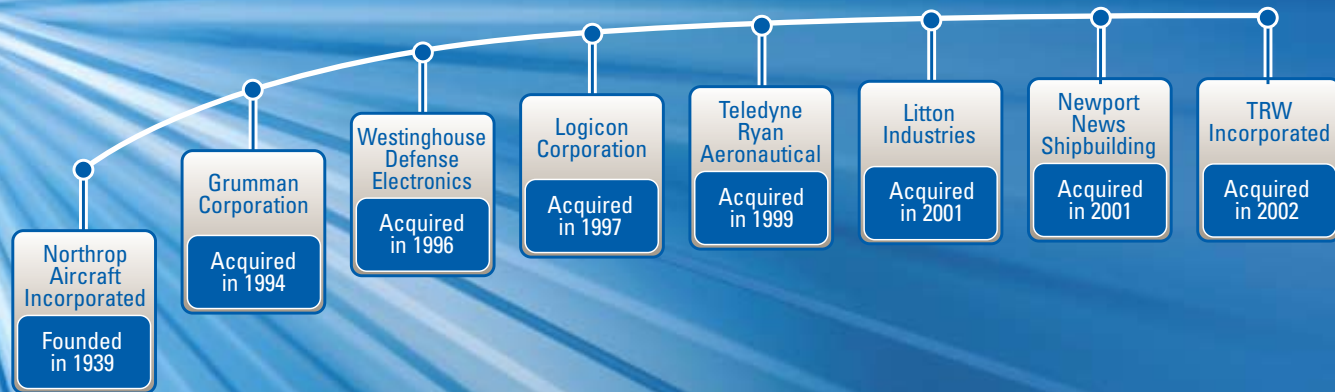 Northrop
Aircraft
Incorporated
Founded
in 1939
Grumman
Corporation
Acquired
in 1994
Westinghouse
Defense
Electronics
Acquired
in 1996
Logicon
Corporation
Acquired
in 1997
Teledyne
Ryan
Aeronautical
Acquired
in 1999
Litton
Industries
Acquired
in 2001
Newport
News
Shipbuilding
Acquired
in 2001
TRW
Incorporated
Acquired
in 2002